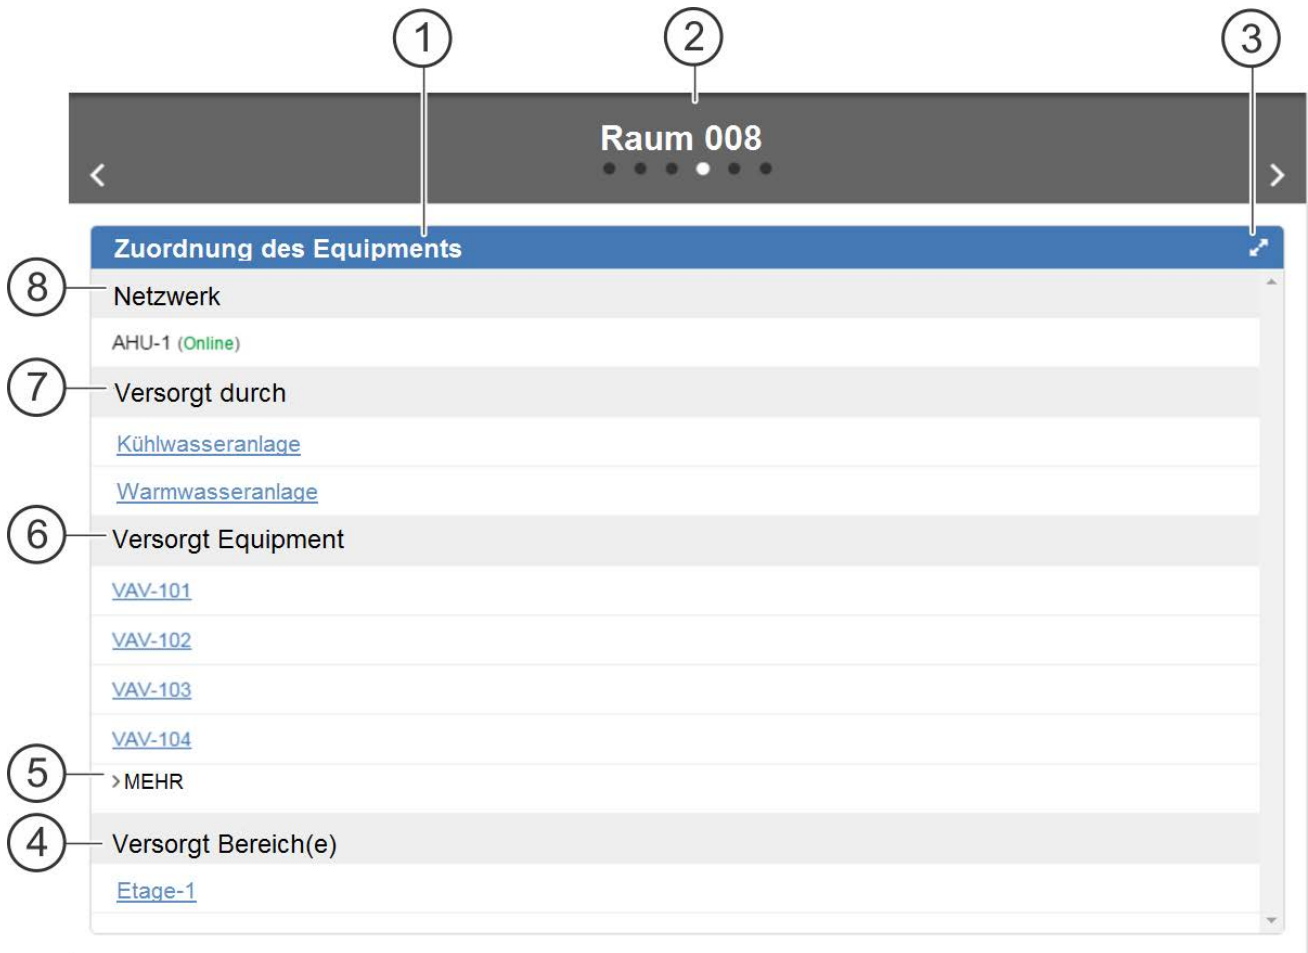 1
2
3
Raum 008
Zuordnung des Equipments
8
Netzwerk
AHU-1 (Online)
7
Versorgt durch
Kühlwasseranlage
Warmwasseranlage
6
Versorgt Equipment
VAV-101
VAV-102
VAV-103
VAV-104
5
>MEHR
4
Versorgt Bereich(e)
Etage-1